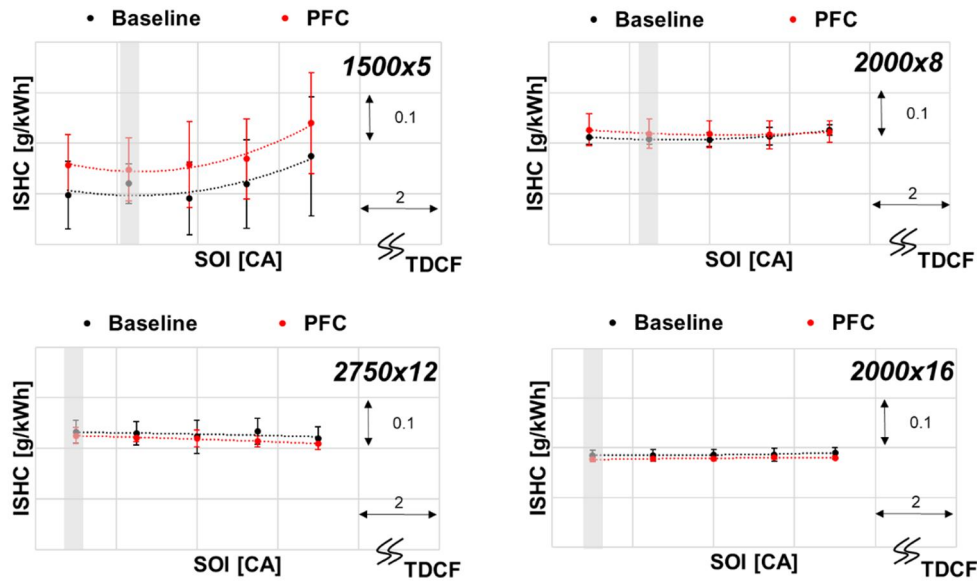 Baseline PFC
1500x5
0.1
ISHC [g/kWh]
2
SOI [CA]
TDCF
Baseline PFC
2000x8
0.1
ISHC [g/kWh]
2
SOI [CA]
TDCF
Baseline PFC
2750x12
0.1
ISHC [g/kWh]
2
SOI [CA]
TDCF
Baseline PFC
2000x16
0.1
ISHC [g/kWh]
2
SOI [CA]
TDCF